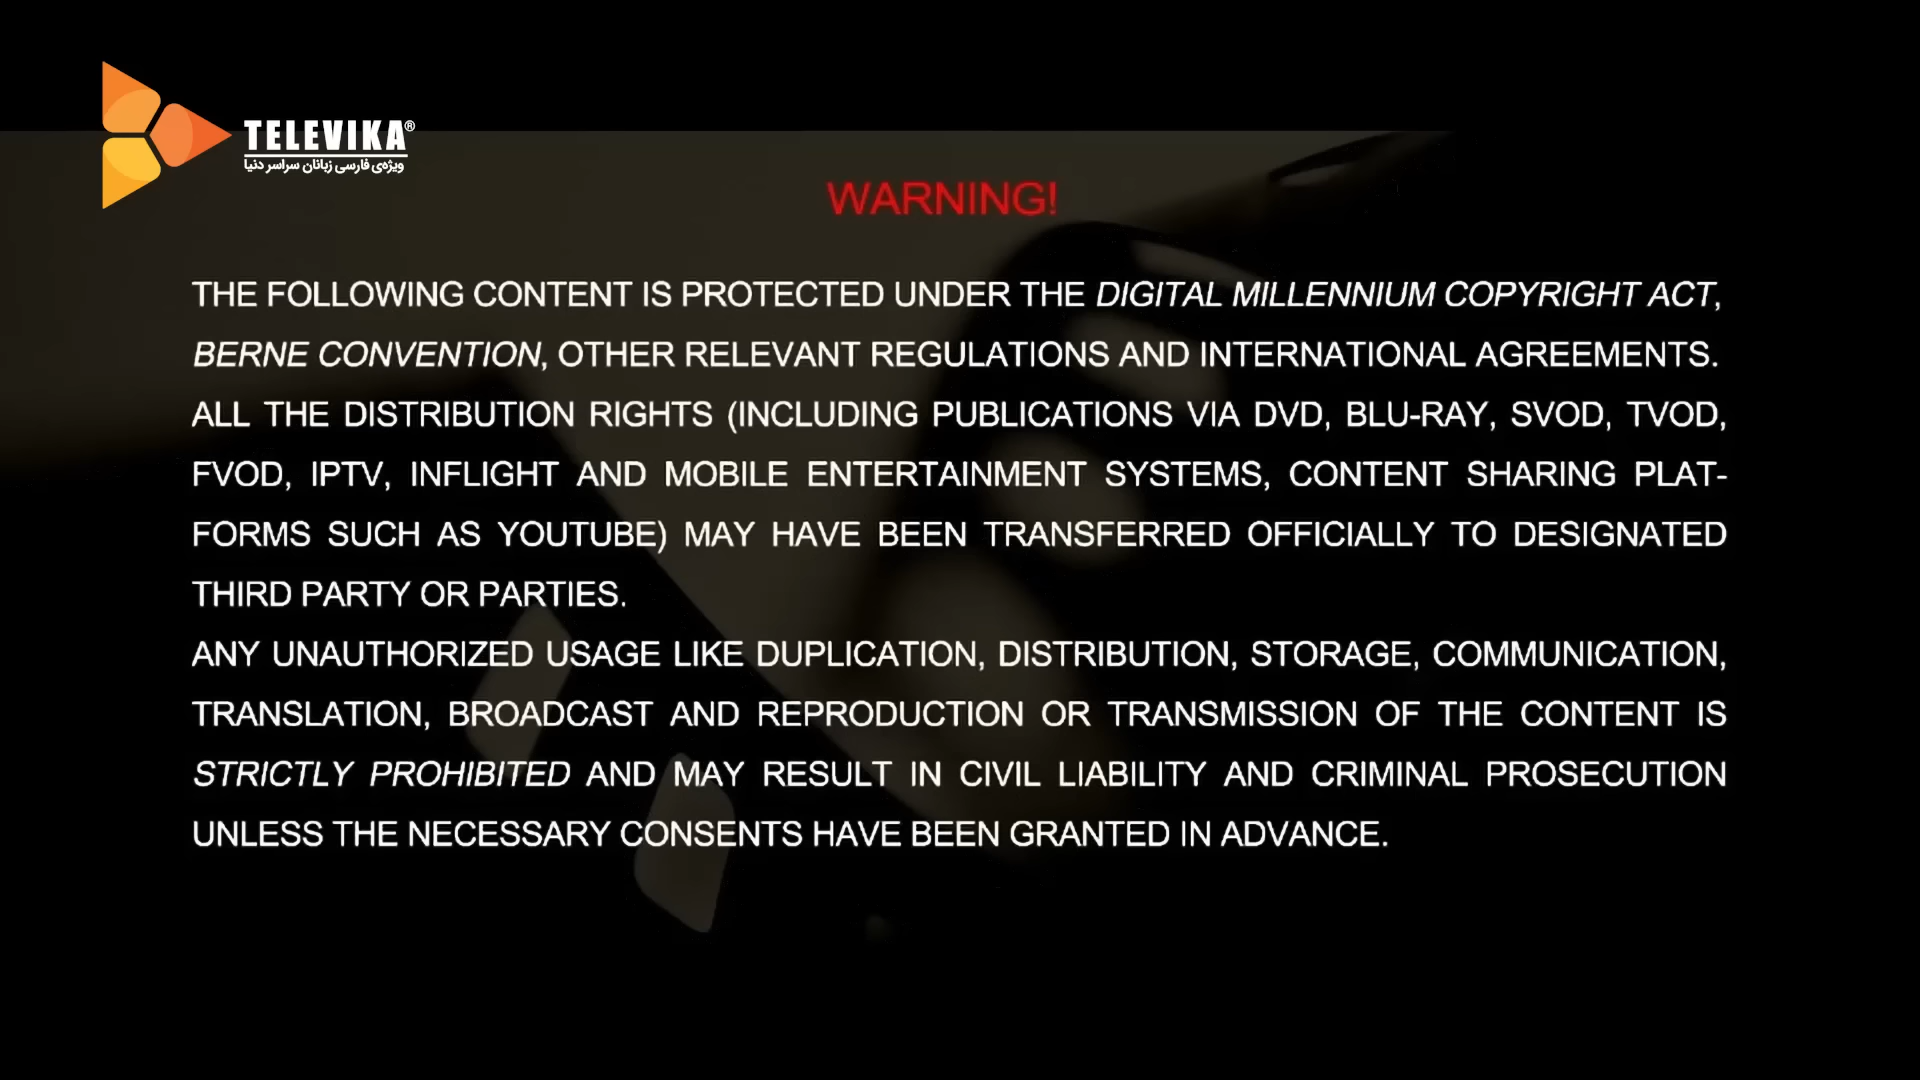 TELEVIKA®
ویژه‌ی فارسی زبانان سراسر دنیا
WARNING!
THE FOLLOWING CONTENT IS PROTECTED UNDER THE DIGITAL MILLENNIUM COPYRIGHT ACT,
BERNE CONVENTION, OTHER RELEVANT REGULATIONS AND INTERNATIONAL AGREEMENTS.
ALL THE DISTRIBUTION RIGHTS (INCLUDING PUBLICATIONS VIA DVD, BLU-RAY, SVOD, TVOD,
FVOD, IPTV, INFLIGHT AND MOBILE ENTERTAINMENT SYSTEMS, CONTENT SHARING PLAT-
FORMS SUCH AS YOUTUBE) MAY HAVE BEEN TRANSFERRED OFFICIALLY TO DESIGNATED
THIRD PARTY OR PARTIES.
ANY UNAUTHORIZED USAGE LIKE DUPLICATION, DISTRIBUTION, STORAGE, COMMUNICATION,
TRANSLATION, BROADCAST AND REPRODUCTION OR TRANSMISSION OF THE CONTENT IS
STRICTLY PROHIBITED AND MAY RESULT IN CIVIL LIABILITY AND CRIMINAL PROSECUTION
UNLESS THE NECESSARY CONSENTS HAVE BEEN GRANTED IN ADVANCE.